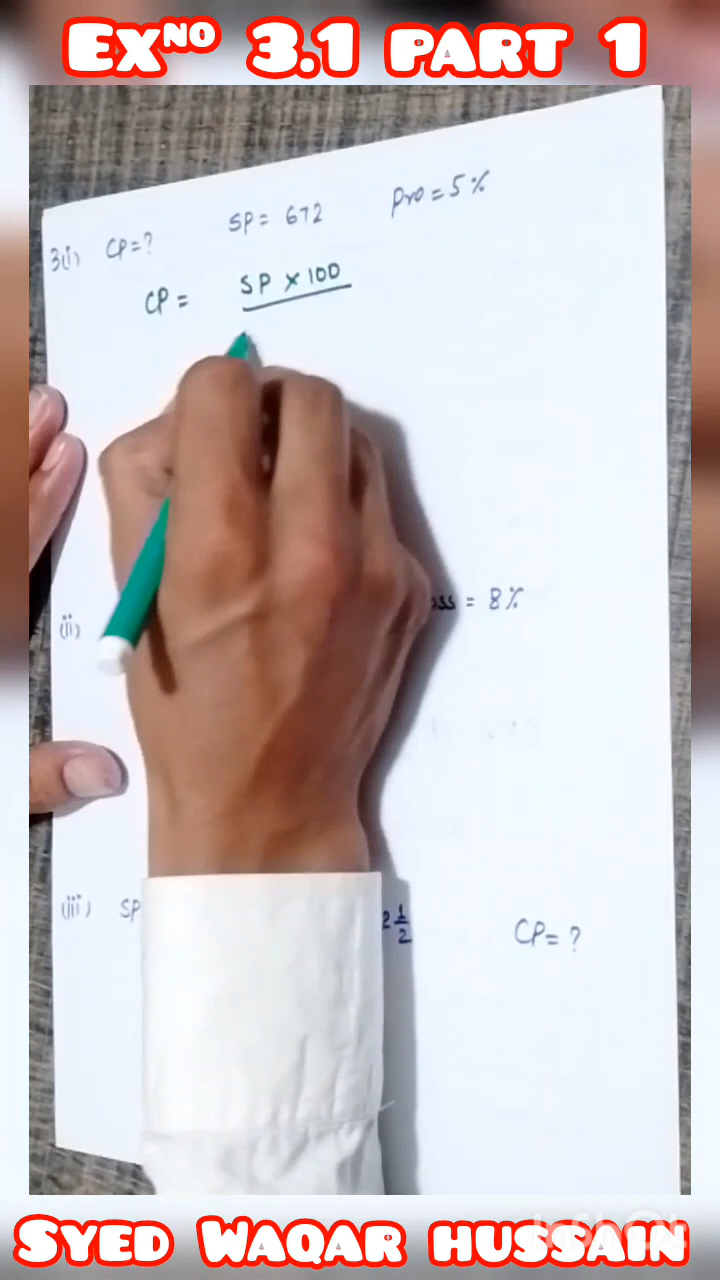 Exᴺᴼ 3.1 PART 1
3(i) CP=? SP= 672 Pro=5%
CP = SP × 100
(ii) oss = 8%
(iii) SP 2 1/2 CP= ?
SYED WAQAR HUSSAIN